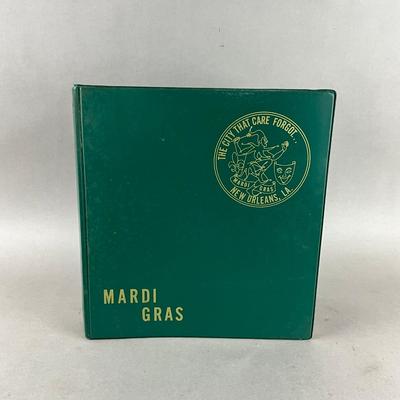 THE CITY THAT CARE FORGOT...
MARDI GRAS
NEW ORLEANS, LA.
MARDI
GRAS